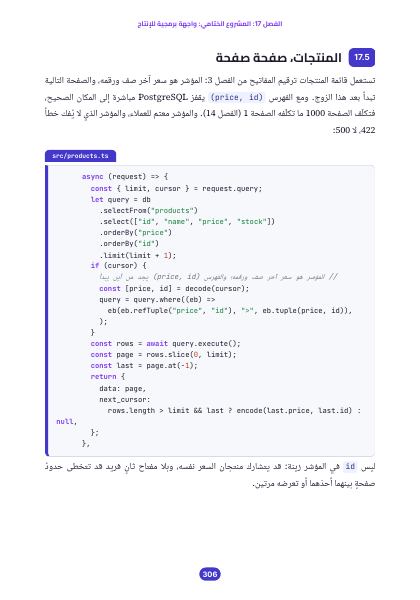 الفصل 17: المشروع الختامي: واجهة برمجية للإنتاج
17.5 المنتجات، صفحة صفحة
تستعمل قائمة المنتجات ترقيم المفاتيح من الفصل 3: المؤشر هو سعر آخر صف ورقمه، والصفحة التالية
تبدأ بعد هذا الزوج. ومع الفهرس (price, id) يقفز PostgreSQL مباشرة إلى المكان الصحيح،
فتكلّف الصفحة 1000 ما تكلّفه الصفحة 1 (الفصل 14). والمؤشر معتم للعملاء، والمؤشر الذي لا يُفك خطأ
422، لا 500:
src/products.ts
async (request) => {
const { limit, cursor } = request.query;
let query = db
.selectFrom("products")
.select(["id", "name", "price", "stock"])
.orderBy("price")
.orderBy("id")
.limit(limit + 1);
if (cursor) {
// المؤشر هو سعر آخر صف ورقمه، والفهرس (price, id) يجد من أين يبدأ
const [price, id] = decode(cursor);
query = query.where((eb) =>
eb(eb.refTuple("price", "id"), ">", eb.tuple(price, id)),
);
}
const rows = await query.execute();
const page = rows.slice(0, limit);
const last = page.at(-1);
return {
data: page,
next_cursor:
rows.length > limit && last ? encode(last.price, last.id) :
null,
};
},
ليس id في المؤشر زينة: قد يتشارك منتجان السعر نفسه، وبلا مفتاح ثانٍ فريد قد تتخطى حدودُ
صفحةٍ بينهما أحدَهما أو تعرضه مرتين.
306